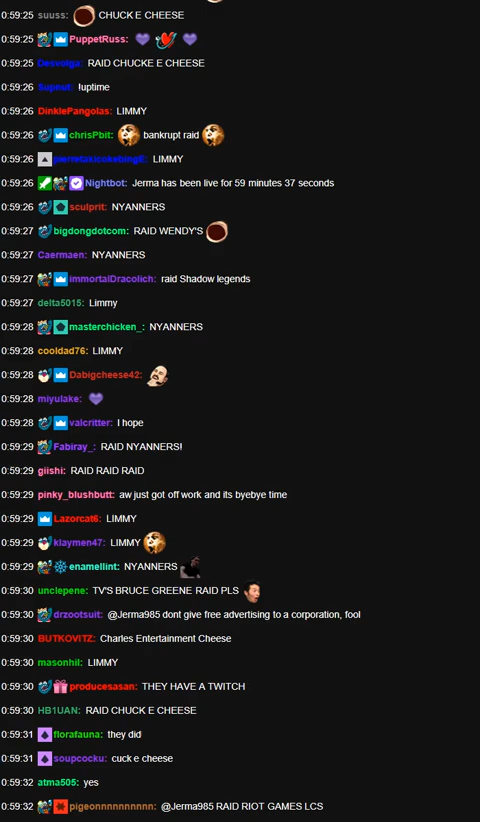 0:59:25 suuss: CHUCK E CHEESE
0:59:25 PuppetRuss:
0:59:25 Desvolga: RAID CHUCKE E CHEESE
0:59:26 Supnut: !uptime
0:59:26 DinklePangolas: LIMMY
0:59:26 chrisPbit: bankrupt raid
0:59:26 LIMMY
0:59:26 Nightbot: Jerma has been live for 59 minutes 37 seconds
0:59:26 sculprit: NYANNERS
0:59:27 bigdongdotcom: RAID WENDY'S
0:59:27 Caermaen: NYANNERS
0:59:27 immortalDracolich: raid Shadow legends
0:59:27 delta5015: Limmy
0:59:28 masterchicken_: NYANNERS
0:59:28 cooldad76: LIMMY
0:59:28 Dabigcheese42:
0:59:28 miyulake:
0:59:28 valcritter: I hope
0:59:29 Fabiray_: RAID NYANNERS!
0:59:29 giishi: RAID RAID RAID
0:59:29 pinky_blushbutt: aw just got off work and its byebye time
0:59:29 Lazorcat6: LIMMY
0:59:29 klaymen47: LIMMY
0:59:29 enamellint: NYANNERS
0:59:30 unclepene: TV'S BRUCE GREENE RAID PLS
0:59:30 drzootsuit: @Jerma985 dont give free advertising to a corporation, fool
0:59:30 BUTKOVITZ: Charles Entertainment Cheese
0:59:30 masonhil: LIMMY
0:59:30 producesasan: THEY HAVE A TWITCH
0:59:30 HB1UAN: RAID CHUCK E CHEESE
0:59:31 florafauna: they did
0:59:31 soupcocku: cuck e cheese
0:59:32 atma505: yes
0:59:32 pigeonnnnnnnnnn: @Jerma985 RAID RIOT GAMES LCS